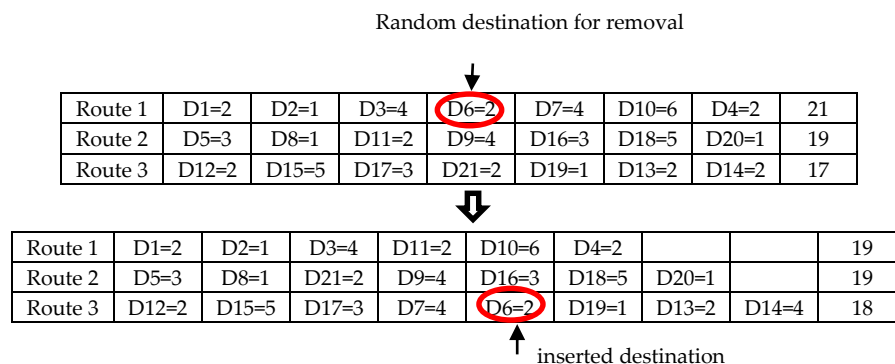 Random destination for removal
Route 1 D1=2 D2=1 D3=4 D6=2 D7=4 D10=6 D4=2 21
Route 2 D5=3 D8=1 D11=2 D9=4 D16=3 D18=5 D20=1 19
Route 3 D12=2 D15=5 D17=3 D21=2 D19=1 D13=2 D14=2 17
Route 1 D1=2 D2=1 D3=4 D11=2 D10=6 D4=2 19
Route 2 D5=3 D8=1 D21=2 D9=4 D16=3 D18=5 D20=1 19
Route 3 D12=2 D15=5 D17=3 D7=4 D6=2 D19=1 D13=2 D14=4 18
inserted destination